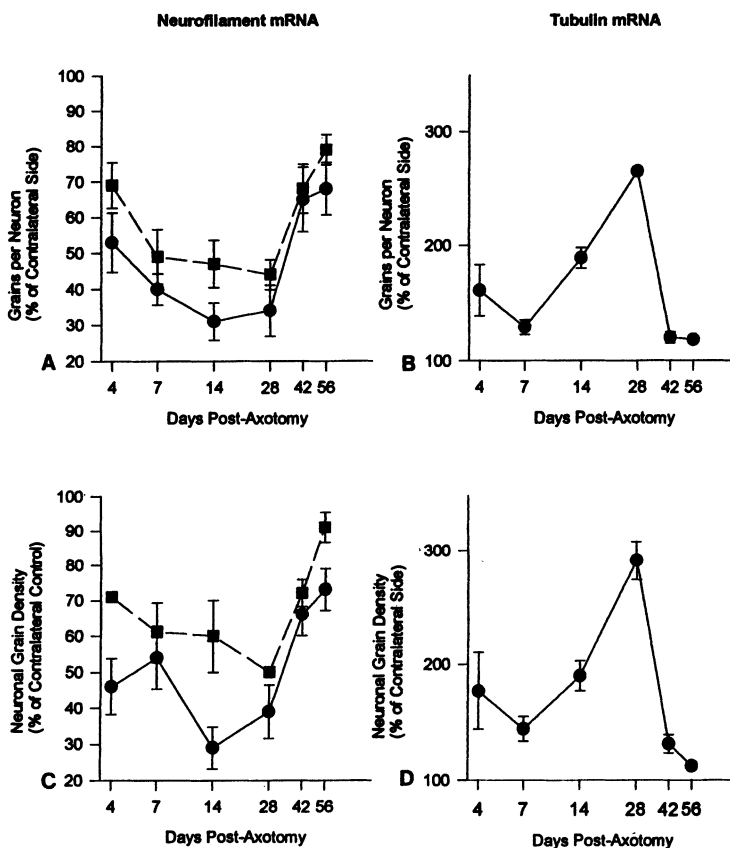 Neurofilament mRNA
Tubulin mRNA
Grains per Neuron
(% of Contralateral Side)
100
90
80
70
60
50
40
30
20
A
4 7 14 28 42 56
Days Post-Axotomy
Grains per Neuron
(% of Contralateral Side)
300
200
100
B
4 7 14 28 42 56
Days Post-Axotomy
Neuronal Grain Density
(% of Contralateral Control)
100
90
80
70
60
50
40
30
20
C
4 7 14 28 42 56
Days Post-Axotomy
Neuronal Grain Density
(% of Contralateral Side)
300
200
100
D
4 7 14 28 42 56
Days Post-Axotomy